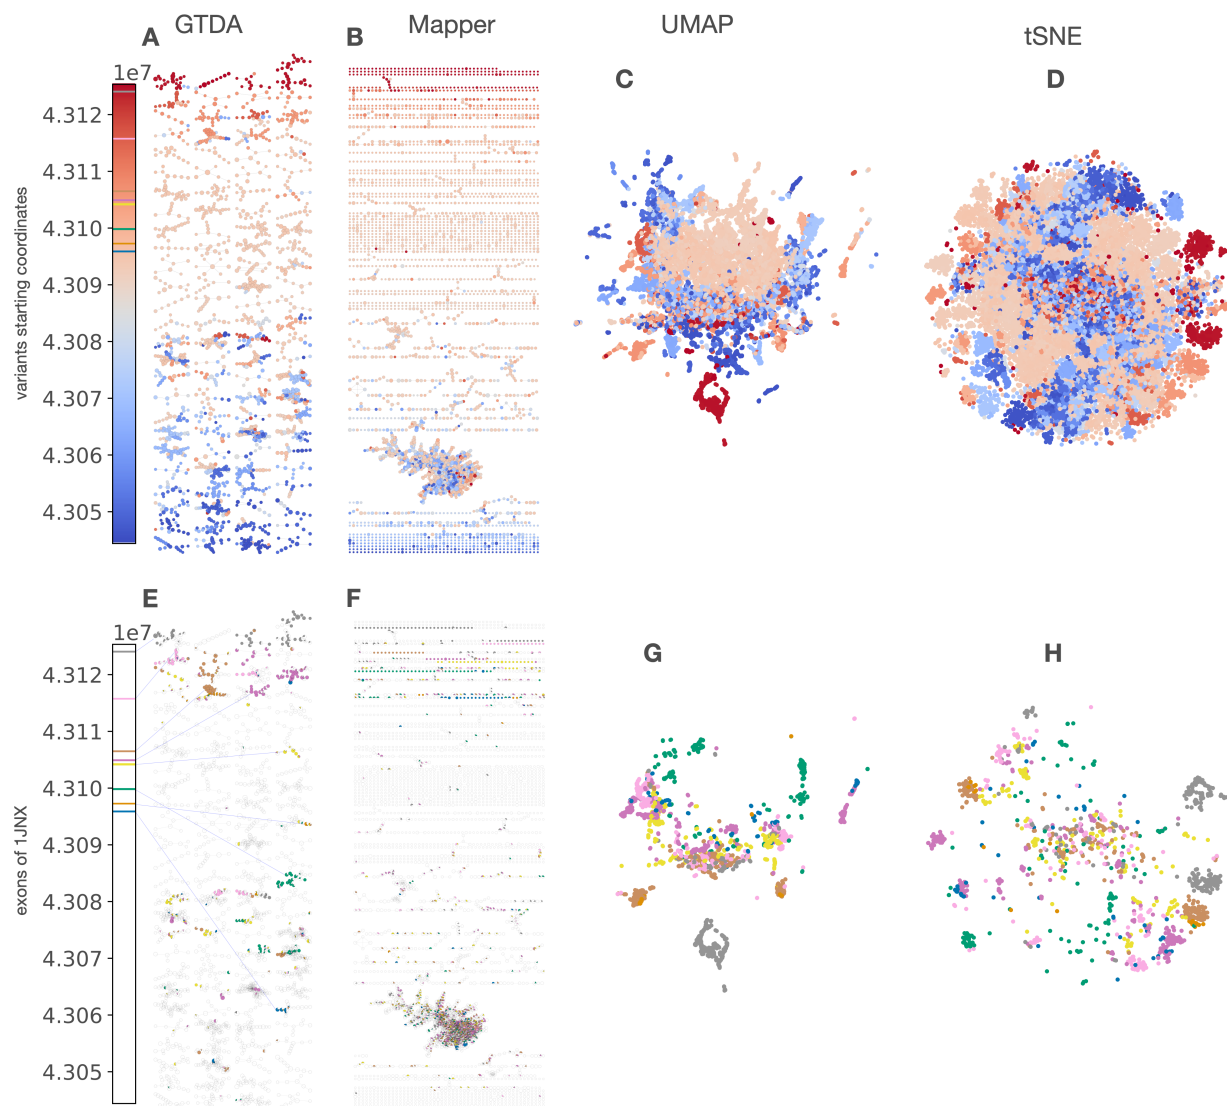 GTDA
Mapper
UMAP
tSNE
A
B
C
D
1e7
4.312
4.311
4.310
4.309
4.308
4.307
4.306
4.305
variants starting coordinates
E
F
G
H
1e7
4.312
4.311
4.310
4.309
4.308
4.307
4.306
4.305
exons of 1JNX